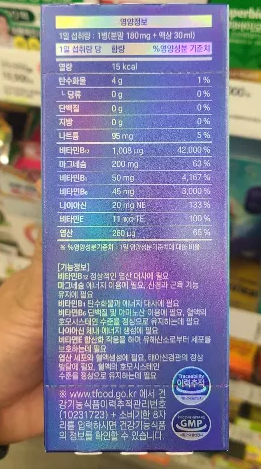 영양정보
1일 섭취량 : 1병(분말 180mg + 액상 30ml)
1일 섭취량 당 함량 %영양성분 기준치
열량 15 kcal
탄수화물 4 g 1 %
└ 당류 0 g 0 %
단백질 0 g 0 %
지방 0 g 0 %
나트륨 95 mg 5 %
비타민B12 1,008 μg 42,000 %
마그네슘 200 mg 63 %
비타민B1 50 mg 4,167 %
비타민B6 45 mg 3,000 %
나이아신 20 mg NE 133 %
비타민E 11 mg α-TE 100 %
엽산 260 μg 65 %
※ %영양성분기준치 : 1일 영양성분기준치에 대한 비율
[기능정보]
비타민B12 정상적인 엽산 대사에 필요
마그네슘 에너지 이용에 필요, 신경과 근육 기능
유지에 필요
비타민B1 탄수화물과 에너지 대사에 필요
비타민B6 단백질 및 아미노산 이용에 필요, 혈액의
호모시스테인 수준을 정상으로 유지하는데 필요
나이아신 체내 에너지 생성에 필요
비타민E 항산화 작용을 하여 유해산소로부터 세포를
보호하는데 필요
엽산 세포와 혈액생성에 필요, 태아신경관의 정상
발달에 필요, 혈액의 호모시스테인
수준을 정상으로 유지하는데 필요
※ www.tfood.go.kr 에서 건
강기능식품이력추적관리번호
(10231723) + 소비기한 8자
리를 입력하시면 건강기능식품
의 정보를 확인할 수 있습니다.
Traceability
이력추적
GMP